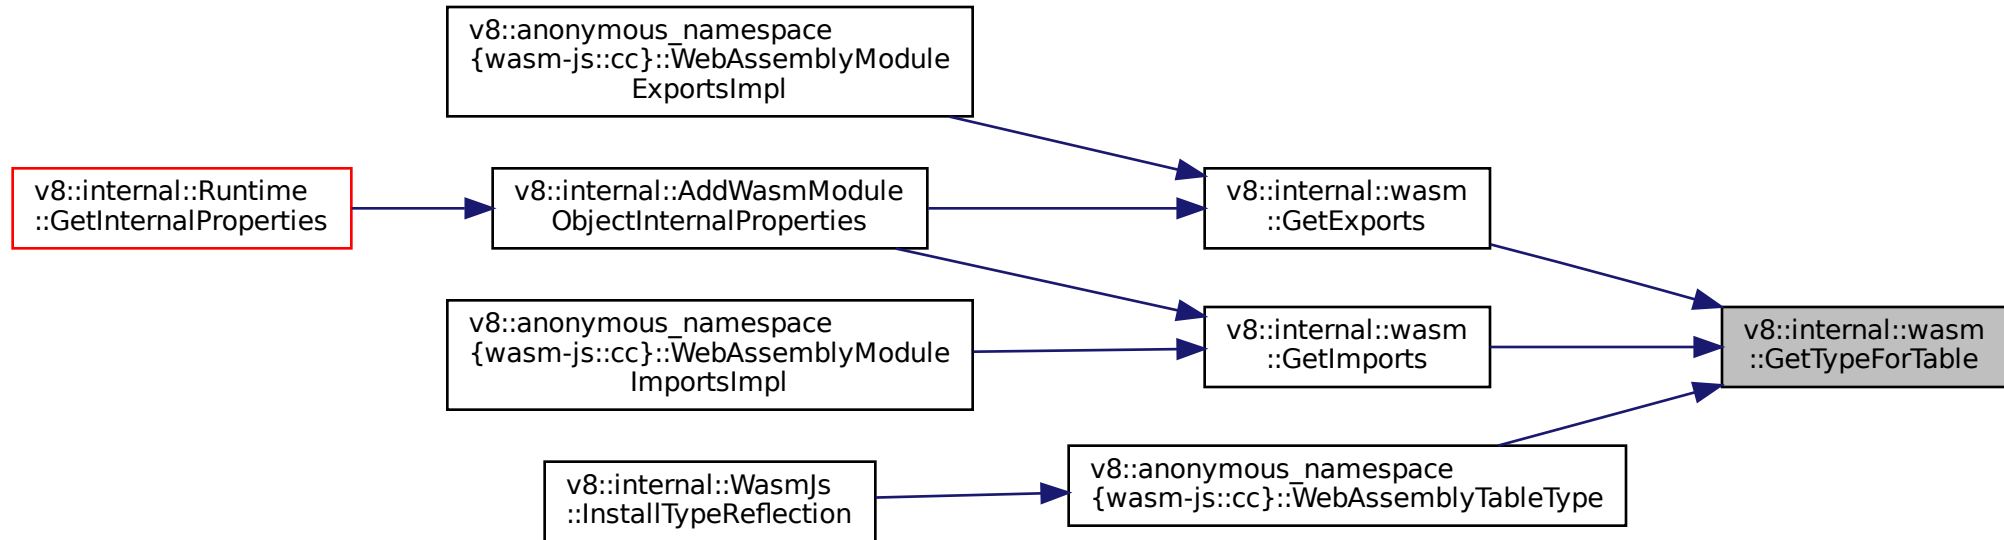 v8::anonymous_namespace
{wasm-js::cc}::WebAssemblyModule
ExportsImpl
v8::internal::Runtime
::GetInternalProperties
v8::internal::AddWasmModule
ObjectInternalProperties
v8::internal::wasm
::GetExports
v8::anonymous_namespace
{wasm-js::cc}::WebAssemblyModule
ImportsImpl
v8::internal::wasm
::GetImports
v8::internal::wasm
::GetTypeForTable
v8::internal::WasmJs
::InstallTypeReflection
v8::anonymous_namespace
{wasm-js::cc}::WebAssemblyTableType